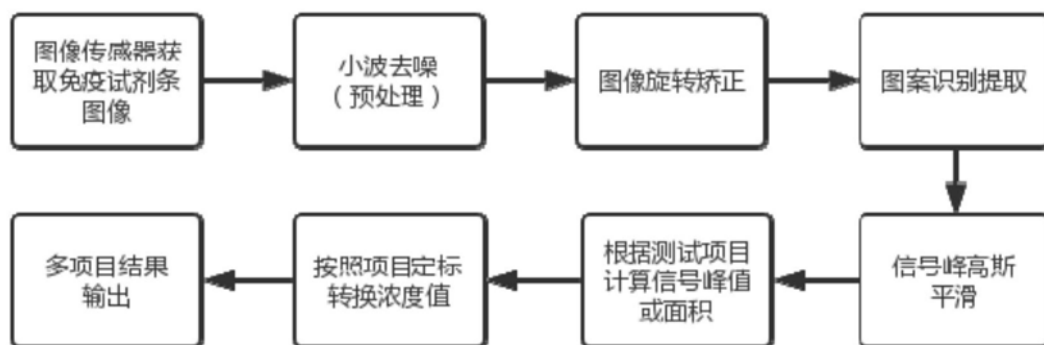 图像传感器获
取免疫试剂条
图像
小波去噪
（预处理）
图像旋转矫正
图案识别提取
信号峰高斯
平滑
根据测试项目
计算信号峰值
或面积
按照项目定标
转换浓度值
多项目结果
输出